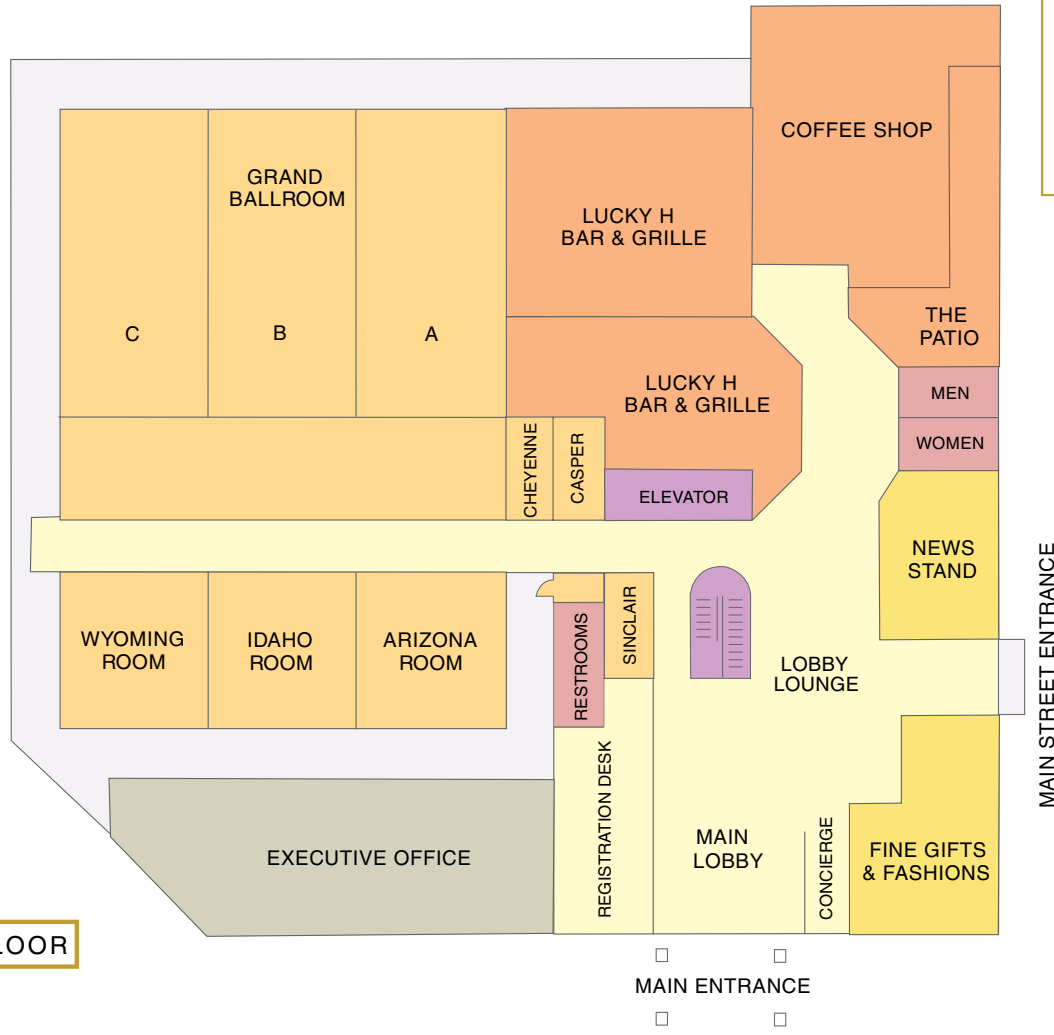 COFFEE SHOP
GRAND
BALLROOM
LUCKY H
BAR & GRILLE
C
B
A
THE
PATIO
LUCKY H
BAR & GRILLE
MEN
WOMEN
CHEYENNE
CASPER
ELEVATOR
NEWS
STAND
MAIN STREET ENTRANCE
WYOMING
ROOM
IDAHO
ROOM
ARIZONA
ROOM
RESTROOMS
SINCLAIR
LOBBY
LOUNGE
REGISTRATION DESK
MAIN
LOBBY
CONCIERGE
FINE GIFTS
& FASHIONS
EXECUTIVE OFFICE
LOOR
MAIN ENTRANCE